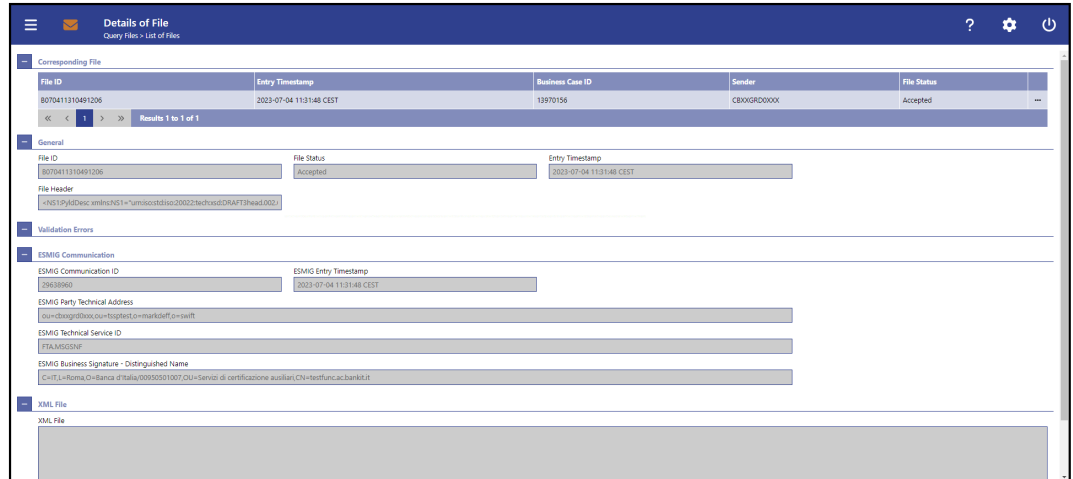 Details of File
Query Files > List of Files
?
Corresponding File
File ID Entry Timestamp Business Case ID Sender File Status
B070411310491206 2023-07-04 11:31:48 CEST 13970156 CBXXGRD0XXX Accepted ...
« < 1 > » Results 1 to 1 of 1
General
File ID File Status Entry Timestamp
B070411310491206 Accepted 2023-07-04 11:31:48 CEST
File Header
<NS1:PyldDesc xmlns:NS1="urn:iso:std:iso:20022:tech:xsd:DRAFT3head.002.
Validation Errors
ESMIG Communication
ESMIG Communication ID ESMIG Entry Timestamp
29638960 2023-07-04 11:31:48 CEST
ESMIG Party Technical Address
ou=cbxxgrd0xxx,ou=tssptest,o=markdeff,o=swift
ESMIG Technical Service ID
FTA.MSGSNF
ESMIG Business Signature - Distinguished Name
C=IT,L=Roma,O=Banca d'Italia/00950501007,OU=Servizi di certificazione ausiliari,CN=testfunc.ac.bankit.it
XML File
XML File